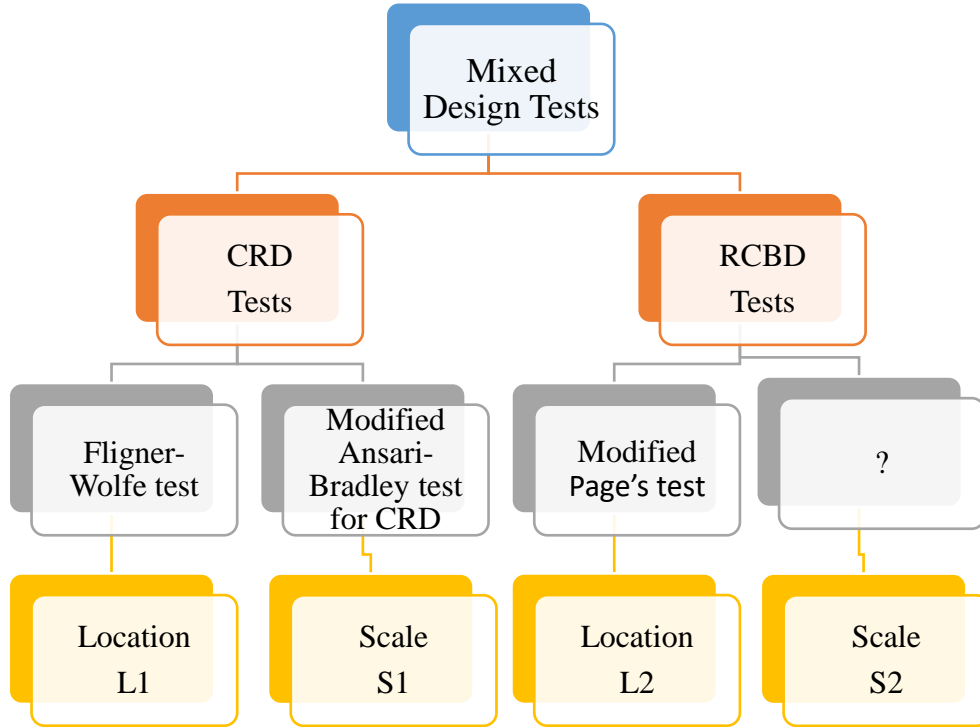 Mixed
Design Tests
CRD
Tests
RCBD
Tests
Fligner-
Wolfe test
Modified
Ansari-
Bradley test
for CRD
Modified
Page's test
?
Location
L1
Scale
S1
Location
L2
Scale
S2